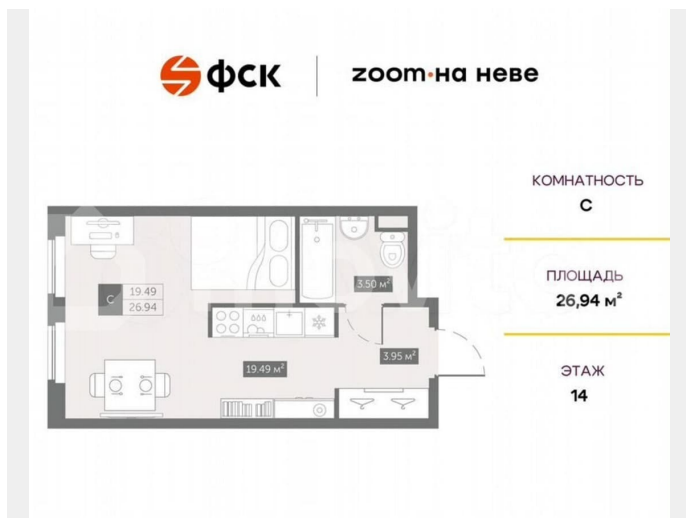 ФСК
zoom•на неве
КОМНАТНОСТЬ
С
ПЛОЩАДЬ
26,94 м²
ЭТАЖ
14
С
19.49
26.94
3.50 м²
19.49 м²
3.95 м²